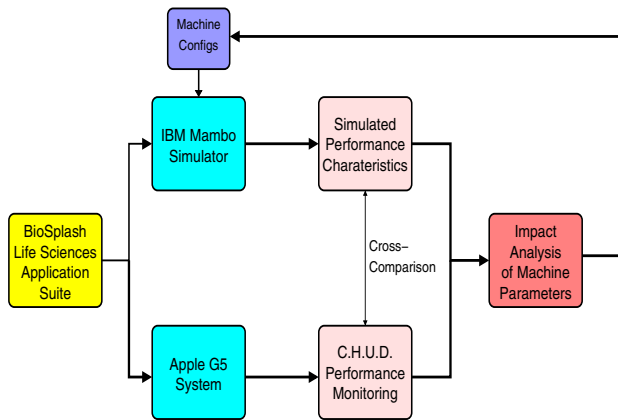 Machine
Configs
IBM Mambo
Simulator
Simulated
Performance
Charateristics
BioSplash
Life Sciences
Application
Suite
Cross–
Comparison
Impact
Analysis
of Machine
Parameters
Apple G5
System
C.H.U.D.
Performance
Monitoring